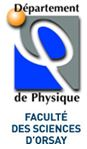 Département
de Physique
FACULTÉ
DES SCIENCES
D'ORSAY